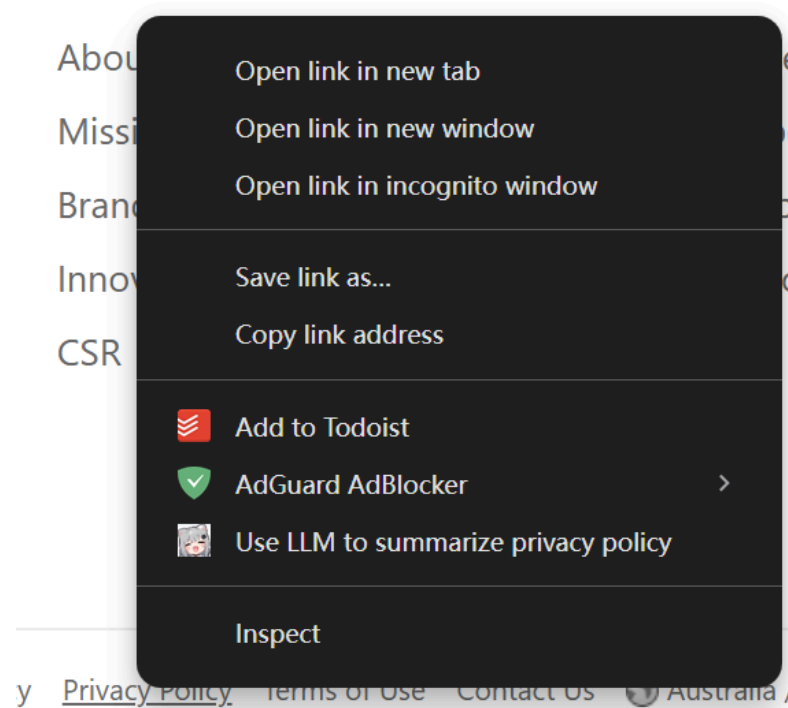 Open link in new tab
Open link in new window
Open link in incognito window
Save link as...
Copy link address
CSR
Add to Todoist
AdGuard AdBlocker
Use LLM to summarize privacy policy
Inspect
Privacy Policy Terms of Use Contact Us Australia